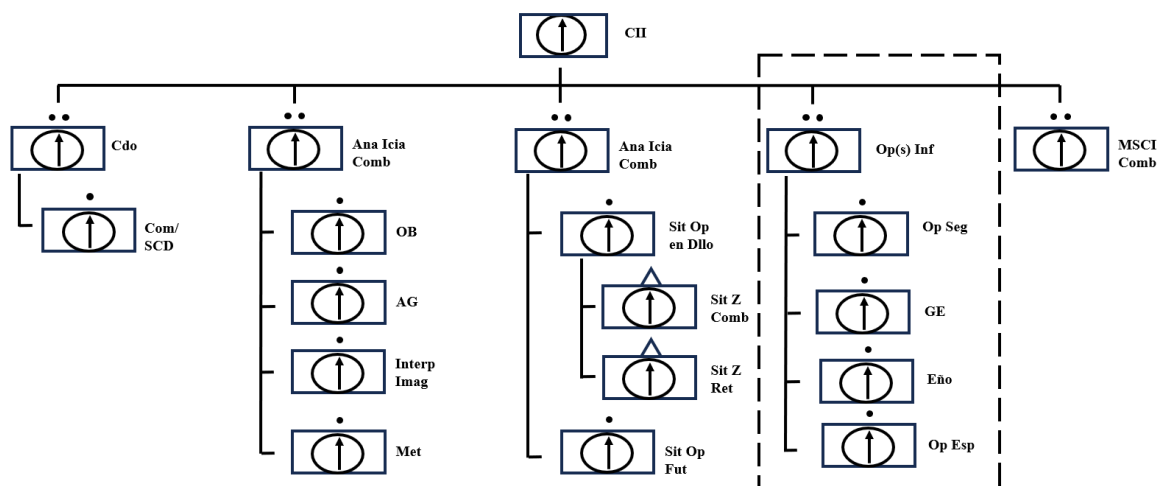 CII
Cdo
Com/
SCD
Ana Icia
Comb
OB
AG
Interp
Imag
Met
Ana Icia
Comb
Sit Op
en Dllo
Sit Z
Comb
Sit Z
Ret
Sit Op
Fut
Op(s) Inf
Op Seg
GE
Eño
Op Esp
MSCI
Comb